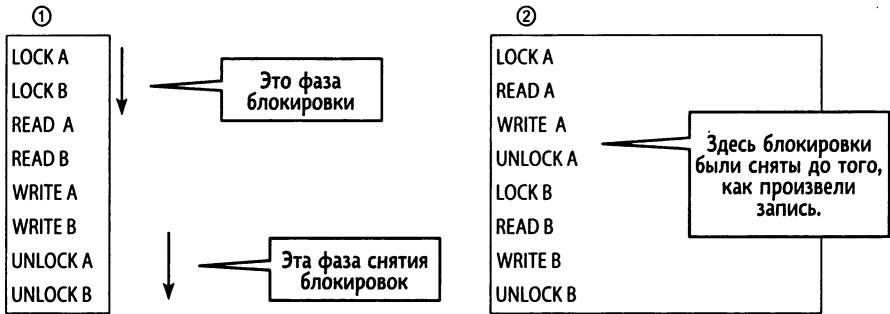 ①
LOCK A
LOCK B
READ A
READ B
WRITE A
WRITE B
UNLOCK A
UNLOCK B
Это фаза
блокировки
Эта фаза снятия
блокировок
②
LOCK A
READ A
WRITE A
UNLOCK A
LOCK B
READ B
WRITE B
UNLOCK B
Здесь блокировки
были сняты до того,
как произвели
запись.